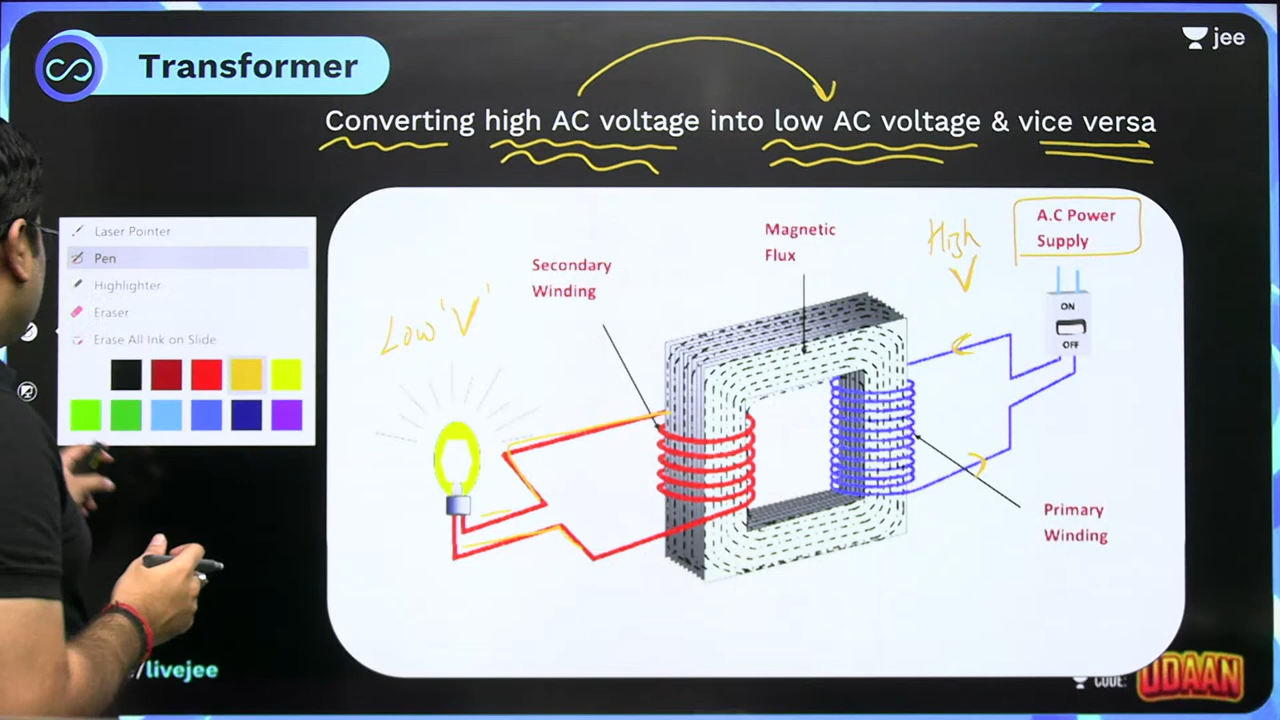 Transformer
jee
Converting high AC voltage into low AC voltage & vice versa
Laser Pointer
Pen
Highlighter
Eraser
Erase All Ink on Slide
Low 'V'
Secondary
Winding
Magnetic
Flux
High
V
A.C Power
Supply
ON
OFF
Primary
Winding
/livejee
CODE:
UDAAN